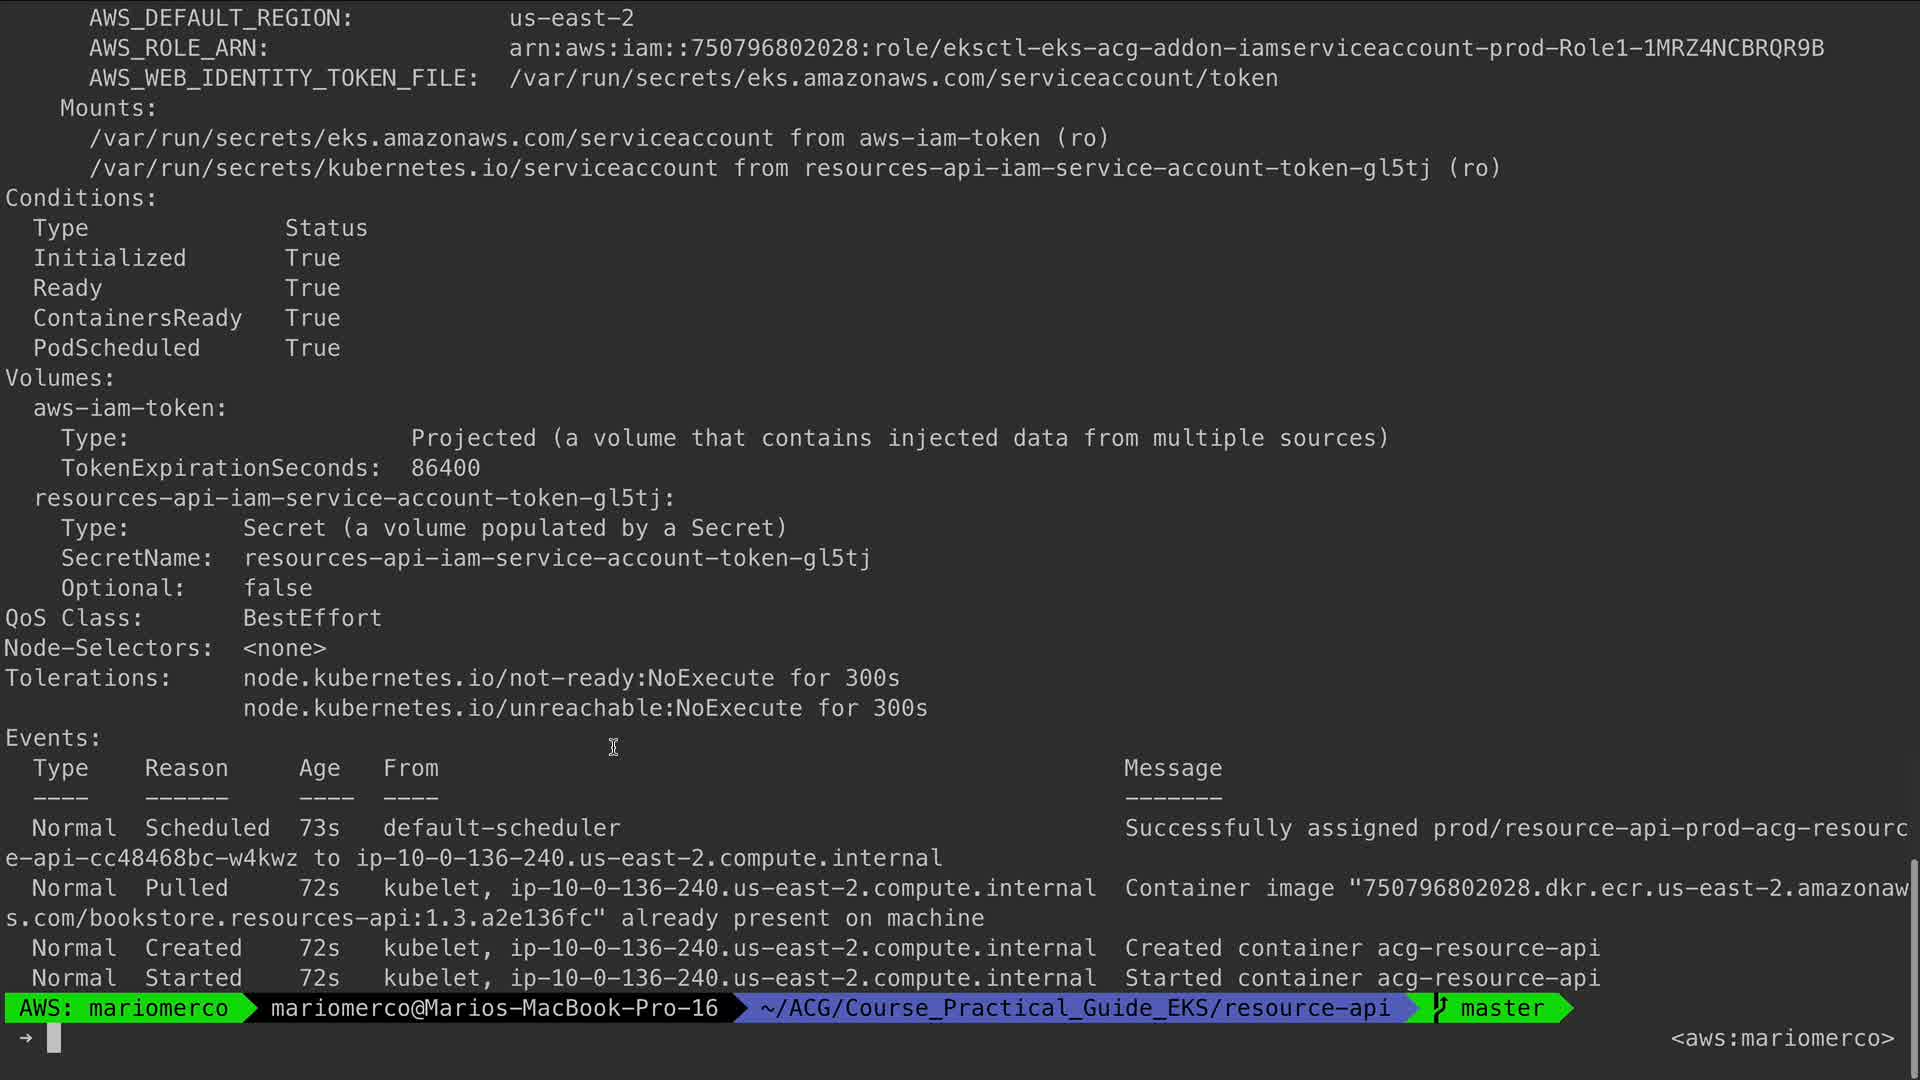 AWS_DEFAULT_REGION: us-east-2
AWS_ROLE_ARN: arn:aws:iam::750796802028:role/eksctl-eks-acg-addon-iamserviceaccount-prod-Role1-1MRZ4NCBRQR9B
AWS_WEB_IDENTITY_TOKEN_FILE: /var/run/secrets/eks.amazonaws.com/serviceaccount/token
Mounts:
/var/run/secrets/eks.amazonaws.com/serviceaccount from aws-iam-token (ro)
/var/run/secrets/kubernetes.io/serviceaccount from resources-api-iam-service-account-token-gl5tj (ro)
Conditions:
Type Status
Initialized True
Ready True
ContainersReady True
PodScheduled True
Volumes:
aws-iam-token:
Type: Projected (a volume that contains injected data from multiple sources)
TokenExpirationSeconds: 86400
resources-api-iam-service-account-token-gl5tj:
Type: Secret (a volume populated by a Secret)
SecretName: resources-api-iam-service-account-token-gl5tj
Optional: false
QoS Class: BestEffort
Node-Selectors: <none>
Tolerations: node.kubernetes.io/not-ready:NoExecute for 300s
node.kubernetes.io/unreachable:NoExecute for 300s
Events:
Type Reason Age From Message
---- ------ ---- ---- -------
Normal Scheduled 73s default-scheduler Successfully assigned prod/resource-api-prod-acg-resourc
e-api-cc48468bc-w4kwz to ip-10-0-136-240.us-east-2.compute.internal
Normal Pulled 72s kubelet, ip-10-0-136-240.us-east-2.compute.internal Container image "750796802028.dkr.ecr.us-east-2.amazonaw
s.com/bookstore.resources-api:1.3.a2e136fc" already present on machine
Normal Created 72s kubelet, ip-10-0-136-240.us-east-2.compute.internal Created container acg-resource-api
Normal Started 72s kubelet, ip-10-0-136-240.us-east-2.compute.internal Started container acg-resource-api
AWS: mariomerco mariomerco@Marios-MacBook-Pro-16 ~/ACG/Course_Practical_Guide_EKS/resource-api master
→ <aws:mariomerco>